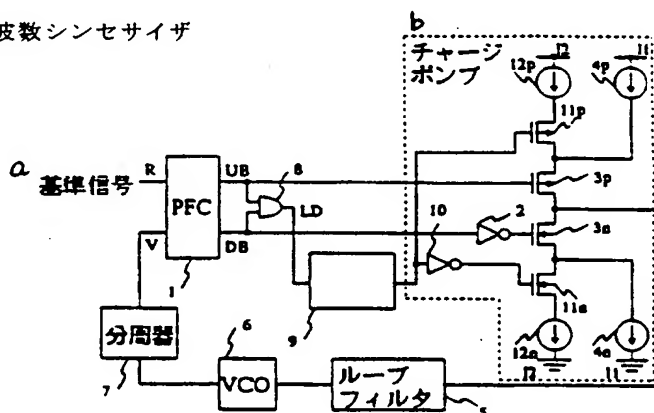 波数シンセサイザ
b
チャージ
ポンプ
12p
I2
4p
I1
11p
a
基準信号
R
UB
8
3p
PFC
LD
10
2
3n
V
DB
1
9
11n
分周器
6
12n
4n
7
VCO
ループ
フィルタ
5
I2
I1